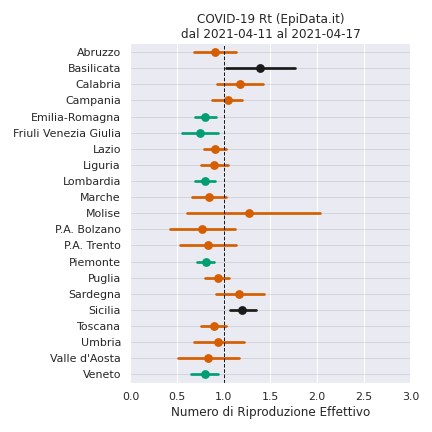 COVID-19 Rt (EpiData.it)
dal 2021-04-11 al 2021-04-17
Abruzzo
Basilicata
Calabria
Campania
Emilia-Romagna
Friuli Venezia Giulia
Lazio
Liguria
Lombardia
Marche
Molise
P.A. Bolzano
P.A. Trento
Piemonte
Puglia
Sardegna
Sicilia
Toscana
Umbria
Valle d'Aosta
Veneto
0.0 0.5 1.0 1.5 2.0 2.5 3.0
Numero di Riproduzione Effettivo